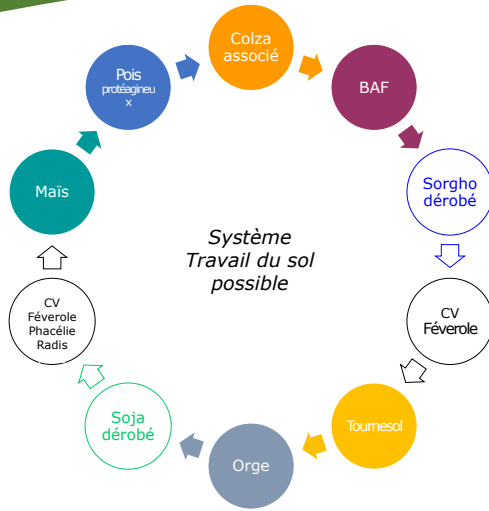 Colza
associé
BAF
Sorgho
dérobé
CV
Féverole
Tournesol
Orge
Soja
dérobé
CV
Féverole
Phacélie
Radis
Maïs
Pois
protéagineu
x
Système
Travail du sol
possible